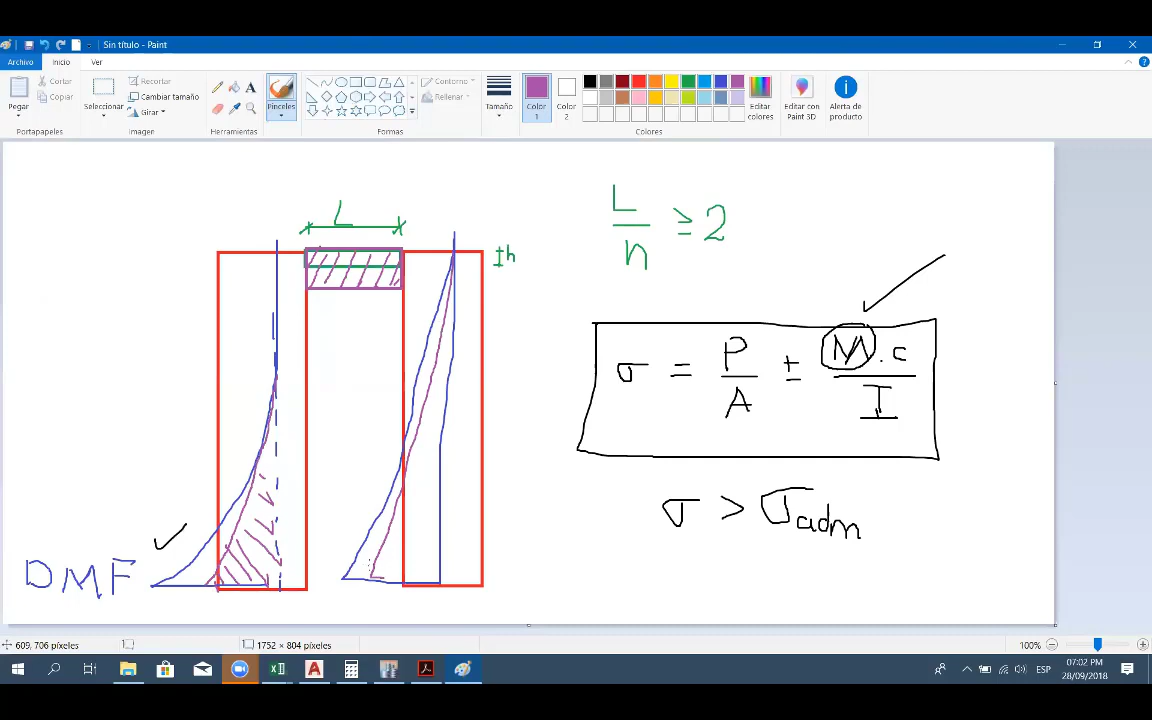 Sin título - Paint
Archivo Inicio Ver
Pegar
Cortar
Copiar
Portapapeles
Seleccionar
Recortar
Cambiar tamaño
Girar
Imagen
Herramientas
Pinceles
Formas
Contorno
Rellenar
Tamaño
Color 1
Color 2
Editar colores
Colores
Editar con Paint 3D
Alerta de producto
L
h
L/h ≥ 2
σ = P/A ± M.c/I
σ > σadm
DMF
609, 706 píxeles
1752 × 804 píxeles
100%
ESP
07:02 PM
28/09/2018